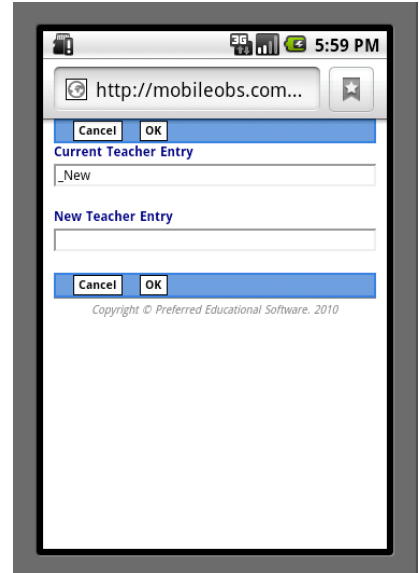 3G 5:59 PM
http://mobileobs.com...
Cancel OK
Current Teacher Entry
_New
New Teacher Entry
Cancel OK
Copyright © Preferred Educational Software. 2010